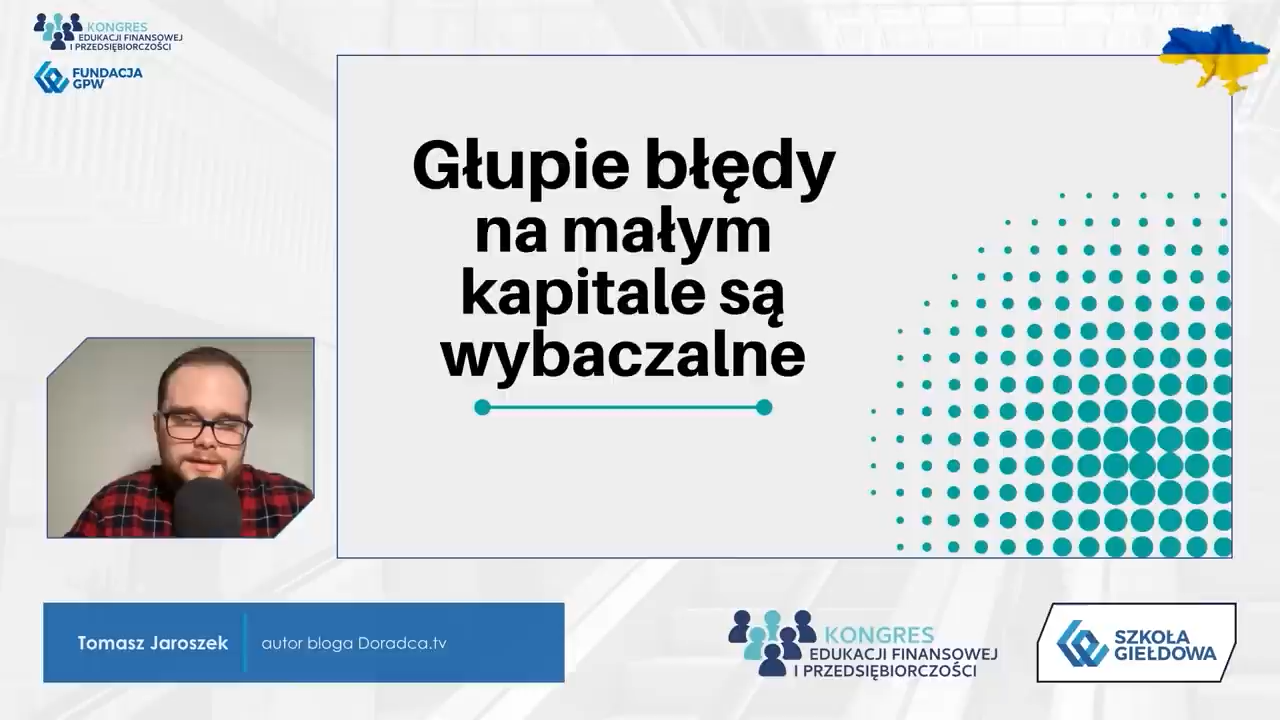 KONGRES
EDUKACJI FINANSOWEJ
I PRZEDSIĘBIORCZOŚCI
FUNDACJA
GPW
Głupie błędy
na małym
kapitale są
wybaczalne
Tomasz Jaroszek
autor bloga Doradca.tv
KONGRES
EDUKACJI FINANSOWEJ
I PRZEDSIĘBIORCZOŚCI
SZKOŁA
GIEŁDOWA